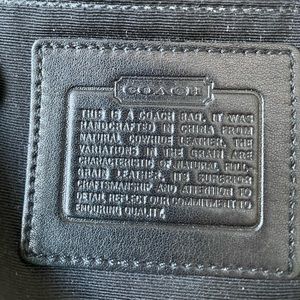 COACH
THIS IS A COACH BAG. IT WAS
HANDCRAFTED IN CHINA FROM
NATURAL COWHIDE LEATHER. THE
VARIATIONS IN THE GRAIN ARE
CHARACTERISTIC OF NATURAL FULL
GRAIN LEATHER. ITS SUPERIOR
CRAFTSMANSHIP AND ATTENTION TO
DETAIL REFLECT OUR COMMITMENT TO
ENDURING QUALITY.